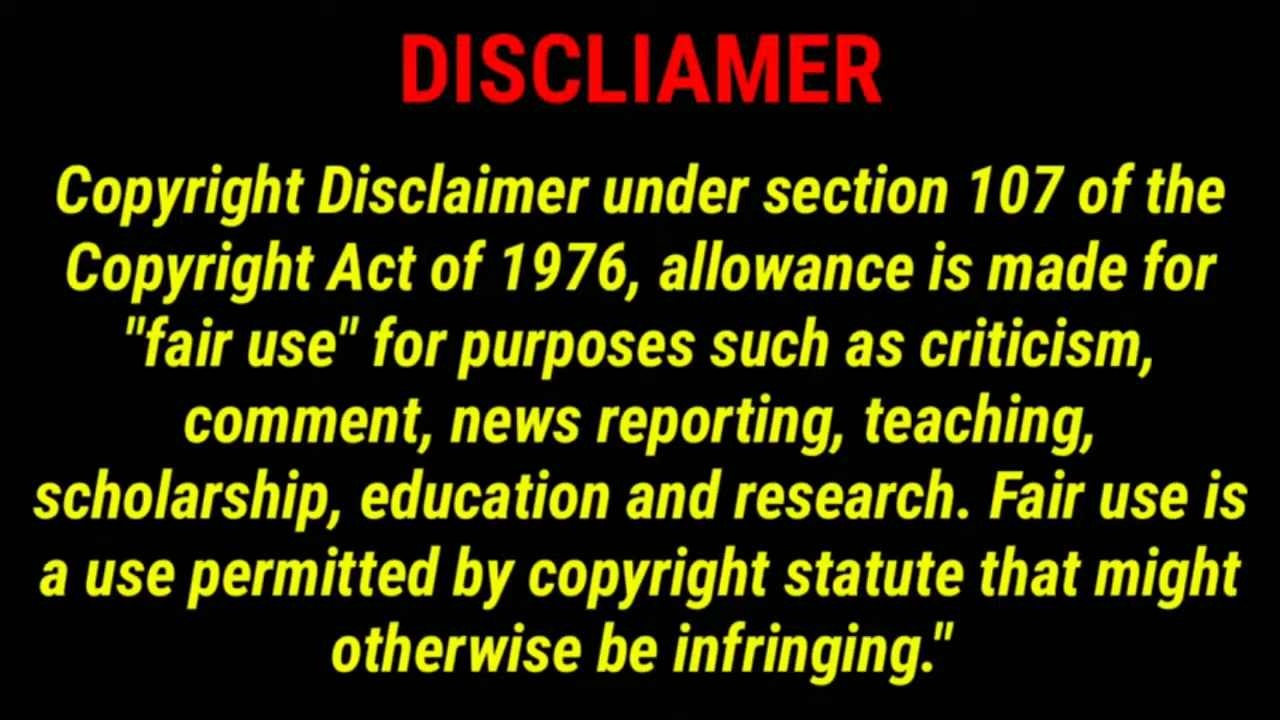 DISCLIAMER
Copyright Disclaimer under section 107 of the
Copyright Act of 1976, allowance is made for
"fair use" for purposes such as criticism,
comment, news reporting, teaching,
scholarship, education and research. Fair use is
a use permitted by copyright statute that might
otherwise be infringing."